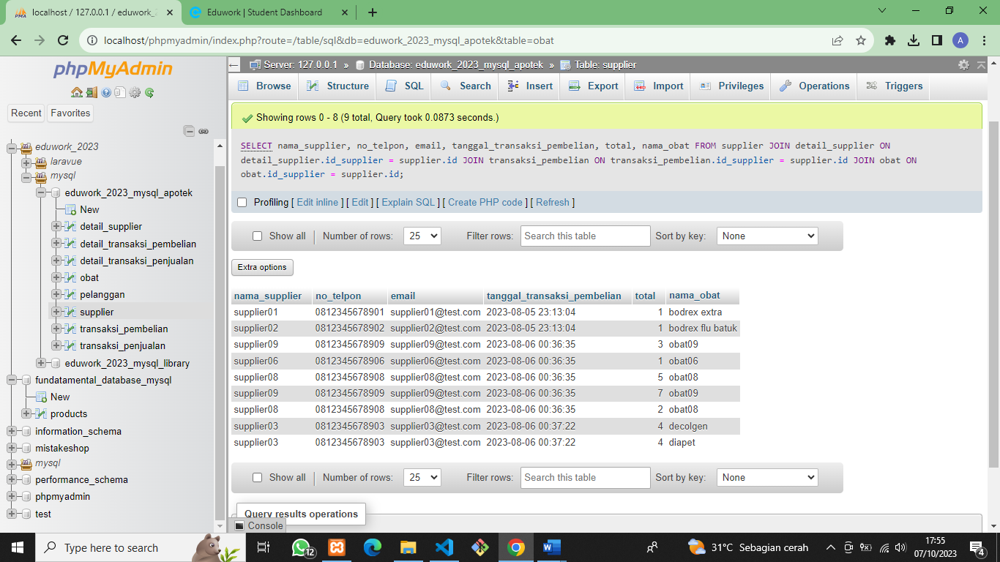 localhost / 127.0.0.1 / eduwork_2
Eduwork | Student Dashboard
localhost/phpmyadmin/index.php?route=/table/sql&db=eduwork_2023_mysql_apotek&table=obat
A
PMA
phpMyAdmin
Recent
Favorites
eduwork_2023
laravue
mysql
eduwork_2023_mysql_apotek
New
detail_supplier
detail_transaksi_pembelian
detail_transaksi_penjualan
obat
pelanggan
supplier
transaksi_pembelian
transaksi_penjualan
eduwork_2023_mysql_library
fundatamental_database_mysql
New
products
information_schema
mistakeshop
mysql
performance_schema
phpmyadmin
test
Server: 127.0.0.1 » Database: eduwork_2023_mysql_apotek » Table: supplier
Browse Structure SQL Search Insert Export Import Privileges Operations Triggers
Showing rows 0 - 8 (9 total, Query took 0.0873 seconds.)
SELECT nama_supplier, no_telpon, email, tanggal_transaksi_pembelian, total, nama_obat FROM supplier JOIN detail_supplier ON
detail_supplier.id_supplier = supplier.id JOIN transaksi_pembelian ON transaksi_pembelian.id_supplier = supplier.id JOIN obat ON
obat.id_supplier = supplier.id;
Profiling [ Edit inline ] [ Edit ] [ Explain SQL ] [ Create PHP code ] [ Refresh ]
Show all Number of rows: 25 Filter rows: Search this table Sort by key: None
Extra options
nama_supplier no_telpon email tanggal_transaksi_pembelian total nama_obat
supplier01 0812345678901 supplier01@test.com 2023-08-05 23:13:04 1 bodrex extra
supplier02 0812345678902 supplier02@test.com 2023-08-05 23:13:04 1 bodrex flu batuk
supplier09 0812345678909 supplier09@test.com 2023-08-06 00:36:35 3 obat09
supplier06 0812345678906 supplier06@test.com 2023-08-06 00:36:35 1 obat06
supplier08 0812345678908 supplier08@test.com 2023-08-06 00:36:35 5 obat08
supplier09 0812345678909 supplier09@test.com 2023-08-06 00:36:35 7 obat09
supplier08 0812345678908 supplier08@test.com 2023-08-06 00:36:35 2 obat08
supplier03 0812345678903 supplier03@test.com 2023-08-06 00:37:22 4 decolgen
supplier03 0812345678903 supplier03@test.com 2023-08-06 00:37:22 4 diapet
Show all Number of rows: 25 Filter rows: Search this table Sort by key: None
Query results operations
Console
Type here to search
12
31°C Sebagian cerah
17:55
07/10/2023
4